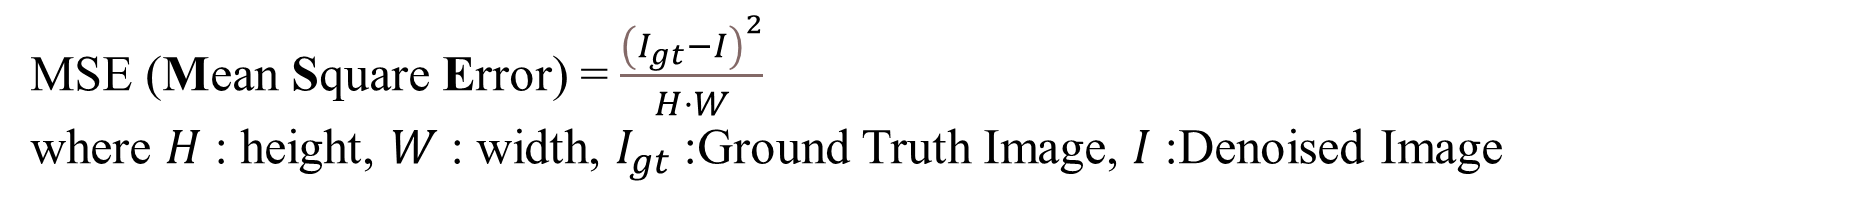 MSE (Mean Square Error) = (I_gt−I)² / H·W
where H : height, W : width, I_gt :Ground Truth Image, I :Denoised Image